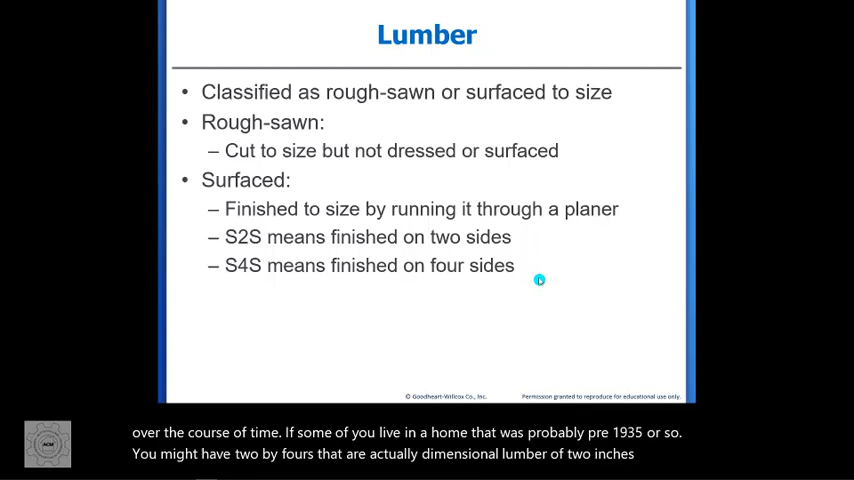 Lumber
• Classified as rough-sawn or surfaced to size
• Rough-sawn:
– Cut to size but not dressed or surfaced
• Surfaced:
– Finished to size by running it through a planer
– S2S means finished on two sides
– S4S means finished on four sides
© Goodheart-Willcox Co., Inc. Permission granted to reproduce for educational use only.
ACM
over the course of time. If some of you live in a home that was probably pre 1935 or so.
You might have two by fours that are actually dimensional lumber of two inches